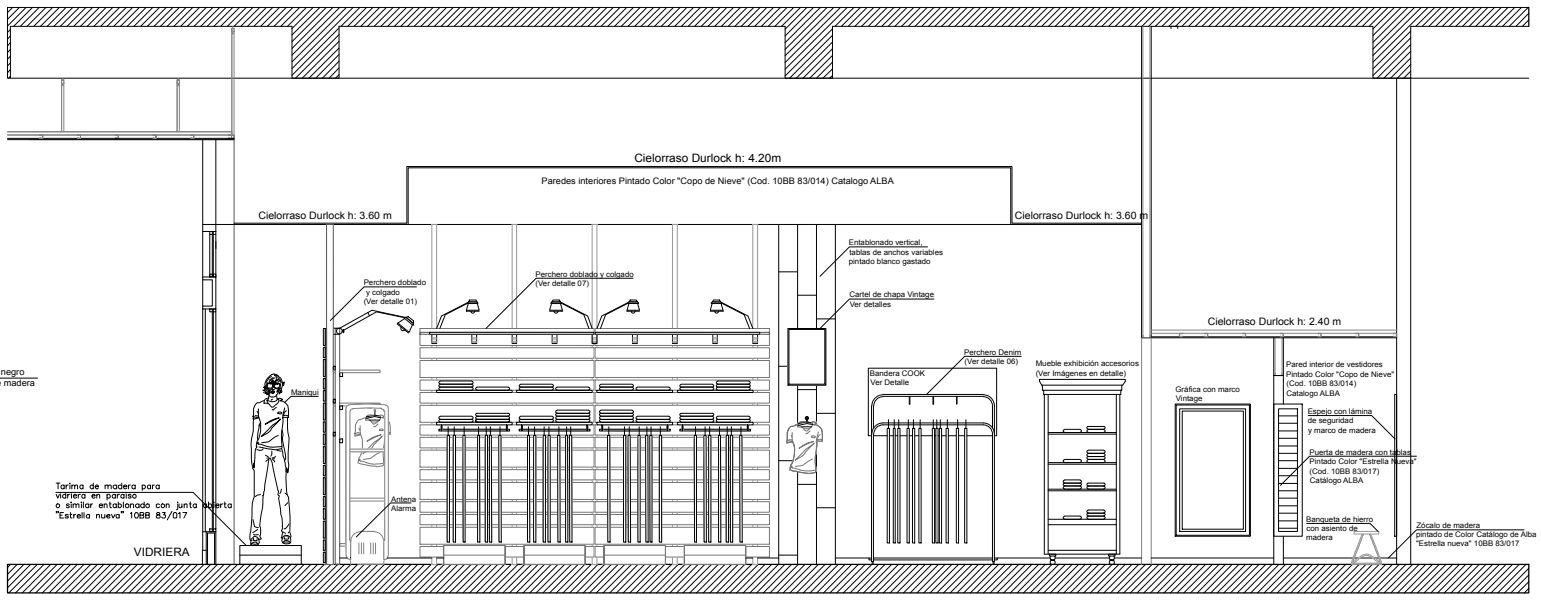 Cielorraso Durlock h: 4.20m
Paredes interiores Pintado Color "Copo de Nieve" (Cod. 10BB 83/014) Catalogo ALBA
Cielorraso Durlock h: 3.60 m
Cielorraso Durlock h: 3.60 m
Entablonado vertical,
tablas de anchos variables
pintado blanco gastado
Perchero doblado y colgado
(Ver detalle 07)
Perchero doblado
y colgado
(Ver detalle 01)
Cartel de chapa Vintage
Ver detalles
Cielorraso Durlock h: 2.40 m
Perchero Denim
(Ver detalle 06)
Mueble exhibición accesorios
(Ver Imágenes en detalle)
Bandera COOK
Ver Detalle
Pared interior de vestidores
Pintado Color "Copo de Nieve"
(Cod. 10BB 83/014)
Catalogo ALBA
negro
e madera
Maniqui
Gráfica con marco
Vintage
Espejo con lámina
de seguridad
y marco de madera
Puerta de madera con tablas
Pintado Color "Estrella Nueva"
(Cod. 10BB 83/017)
Catálogo ALBA
Tarima de madera para
vidriera en paraiso
o similar entablonado con junta abierta
"Estrella nueva" 10BB 83/017
Antena
Alarma
Banqueta de hierro
con asiento de
madera
Zócalo de madera
pintado de Color Catálogo de Alba
"Estrella nueva" 10BB 83/017
VIDRIERA